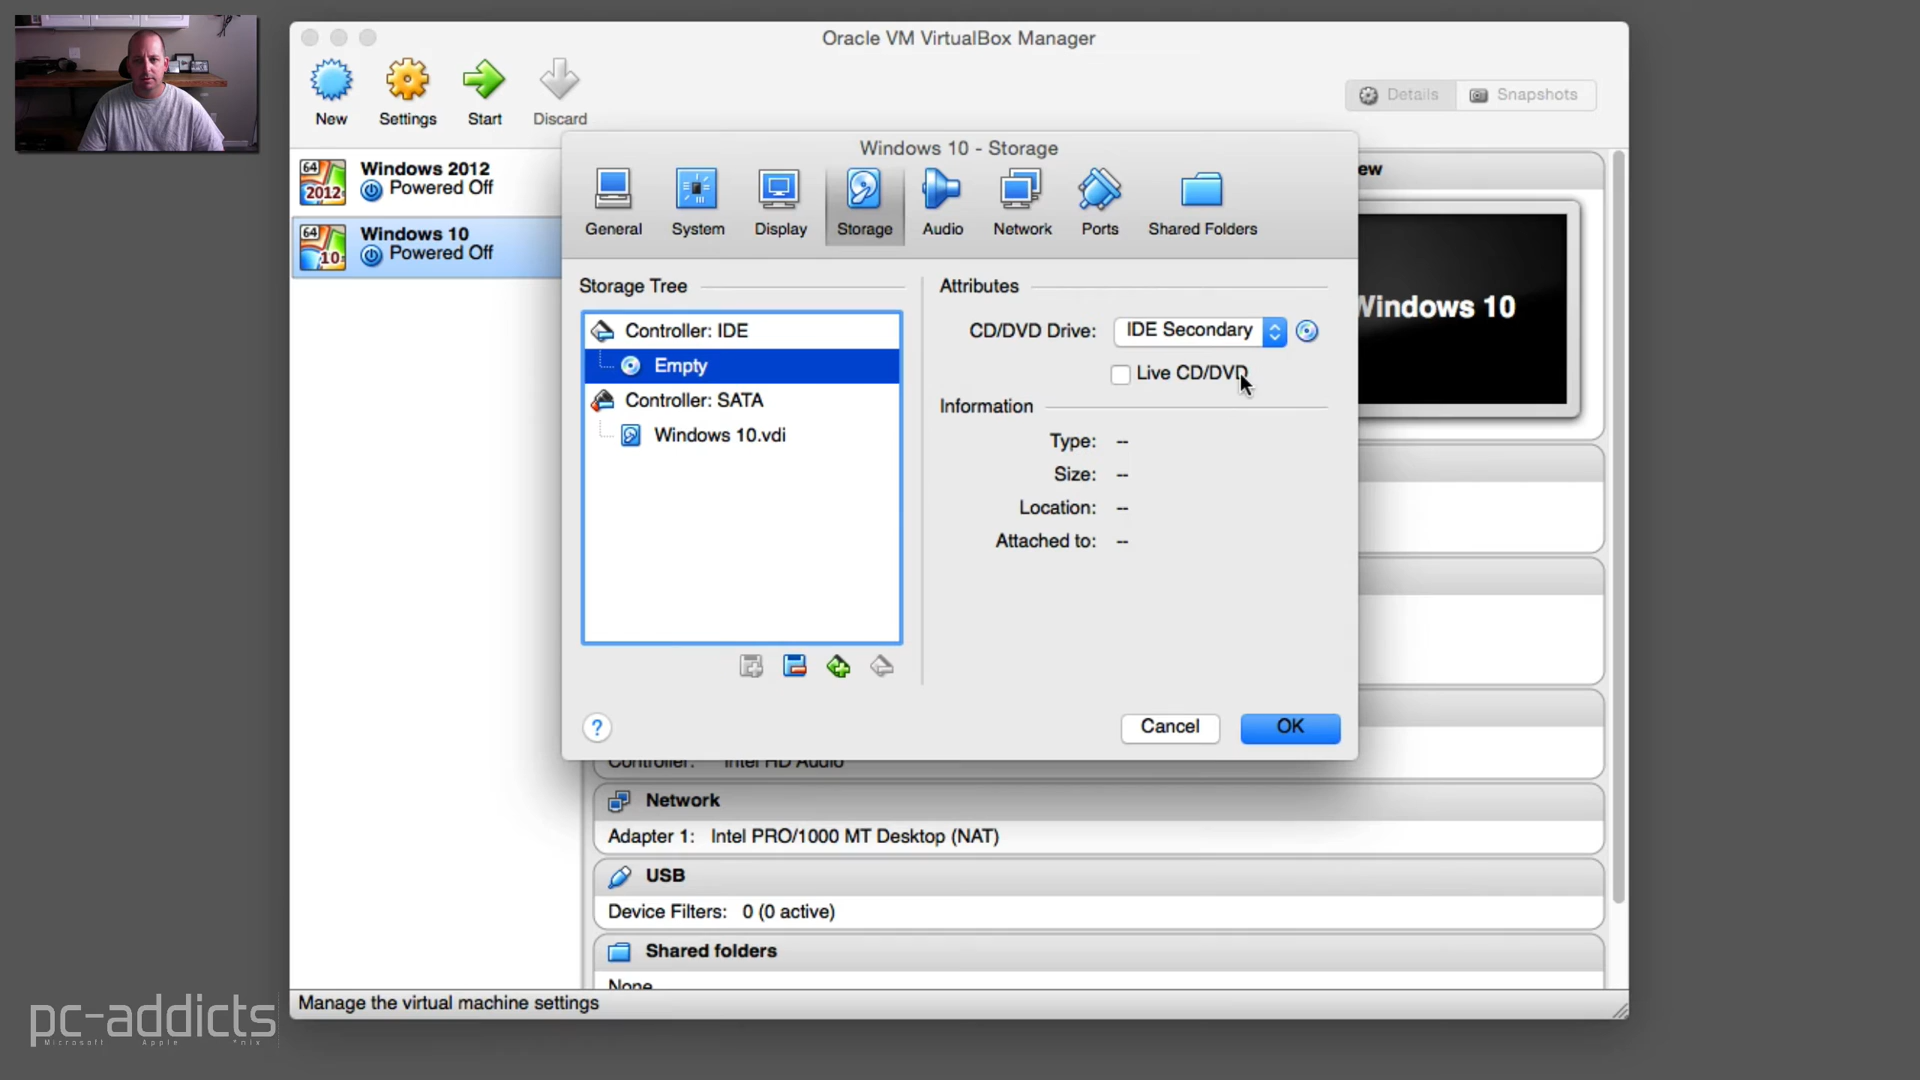 Oracle VM VirtualBox Manager
New
Settings
Start
Discard
Details
Snapshots
64
2012
Windows 2012
Powered Off
64
10
Windows 10
Powered Off
Windows 10 - Storage
General
System
Display
Storage
Audio
Network
Ports
Shared Folders
ew
Windows 10
Storage Tree
Controller: IDE
Empty
Controller: SATA
Windows 10.vdi
Attributes
CD/DVD Drive:
IDE Secondary
Live CD/DVD
Information
Type: --
Size: --
Location: --
Attached to: --
?
Cancel
OK
Controller: Intel HD Audio
Network
Adapter 1: Intel PRO/1000 MT Desktop (NAT)
USB
Device Filters: 0 (0 active)
Shared folders
None
Manage the virtual machine settings
pc-addicts
Microsoft Apple *nix